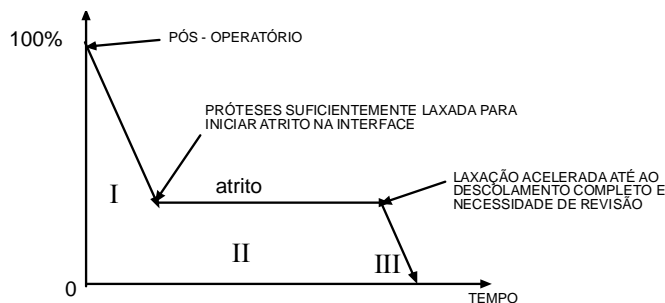 100%
PÓS - OPERATÓRIO
PRÓTESES SUFICIENTEMENTE LAXADA PARA
INICIAR ATRITO NA INTERFACE
LAXAÇÃO ACELERADA ATÉ AO
DESCOLAMENTO COMPLETO E
NECESSIDADE DE REVISÃO
atrito
I
II
III
0
TEMPO